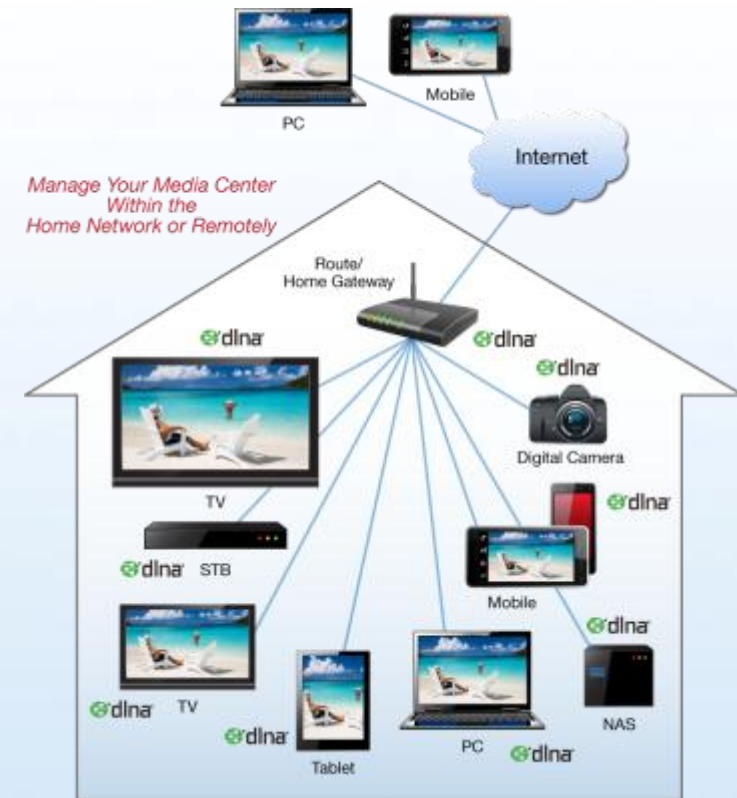 PC
Mobile
Internet
Manage Your Media Center
Within the
Home Network or Remotely
Route/
Home Gateway
dlna
dlna
dlna
Digital Camera
TV
dlna
dlna
STB
Mobile
dlna
dlna
TV
dlna
Tablet
PC
dlna
NAS